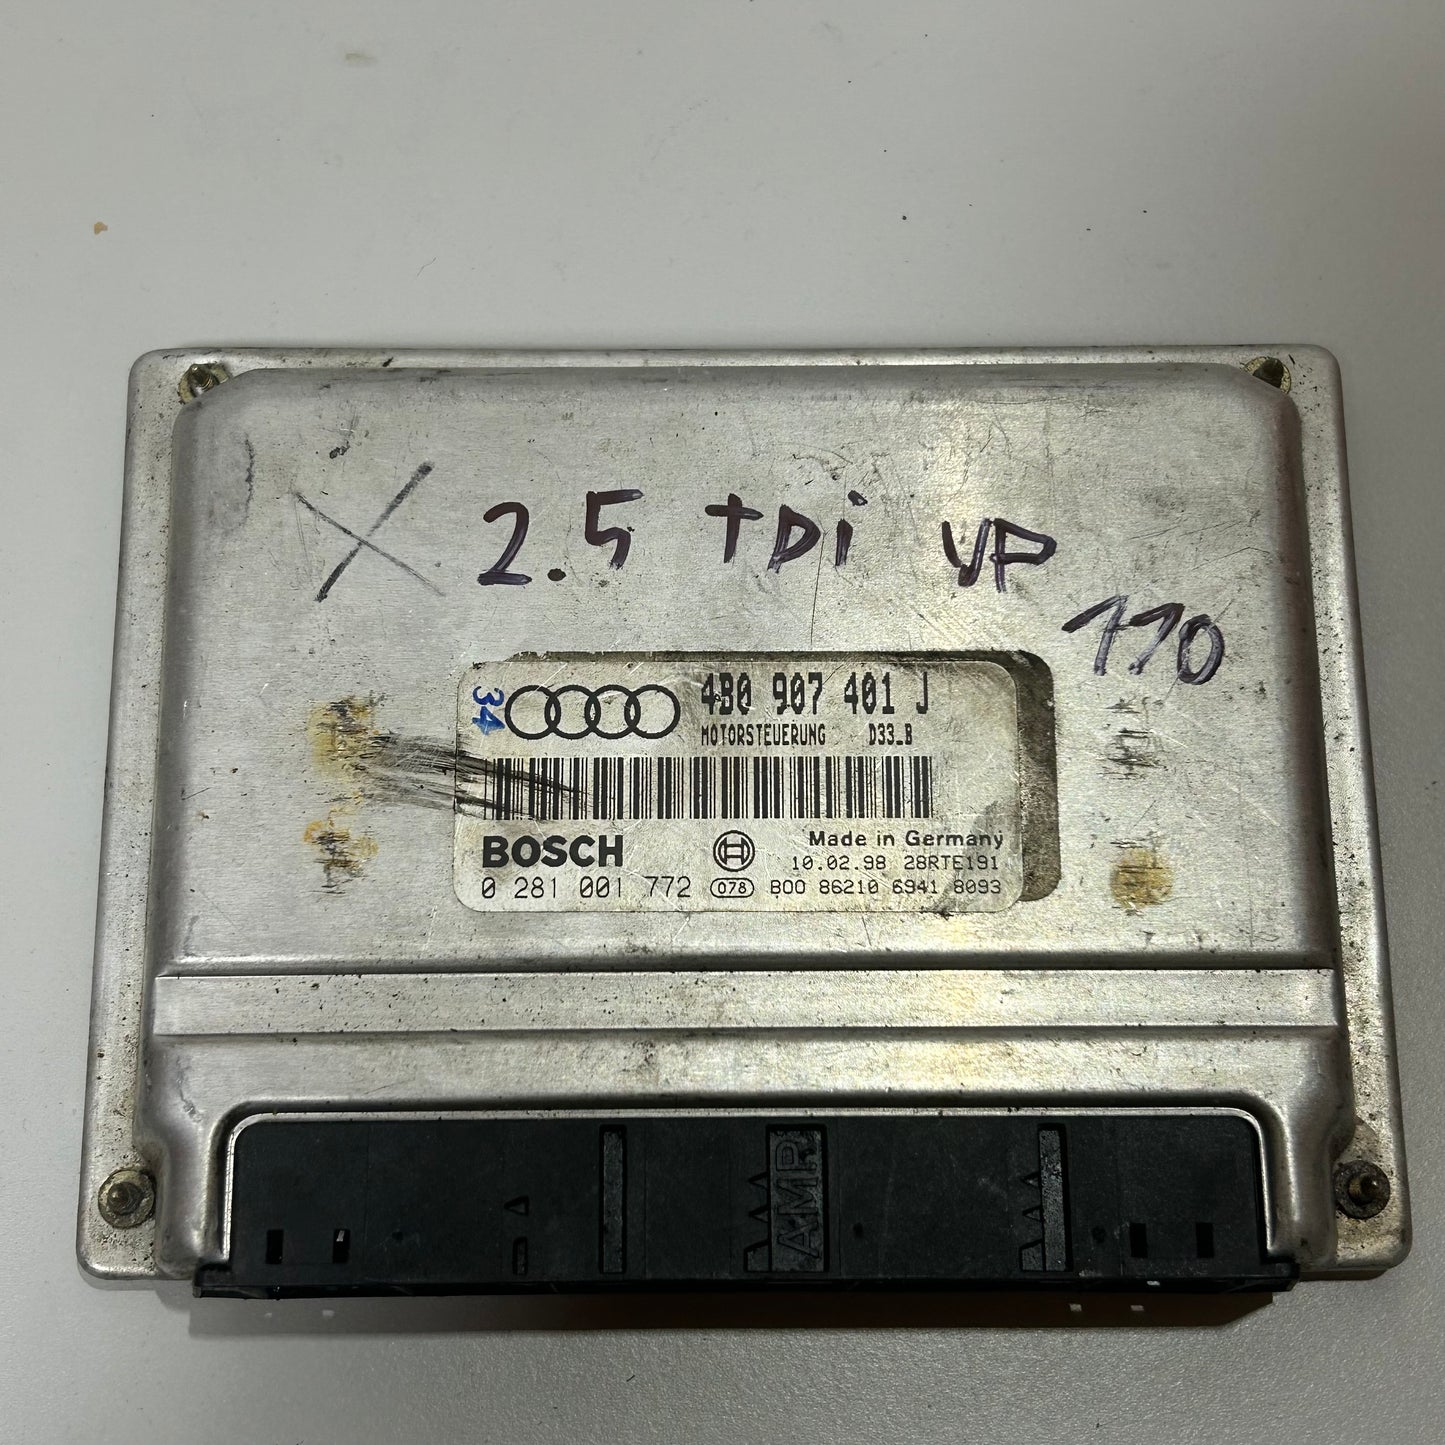 2.5 TDi VP
110
34
4B0 907 401 J
MOTORSTEUERUNG D33_B
BOSCH
Made in Germany
10.02.98 28RTE191
0 281 001 772 078 B00 86210 6941 8093
AMP